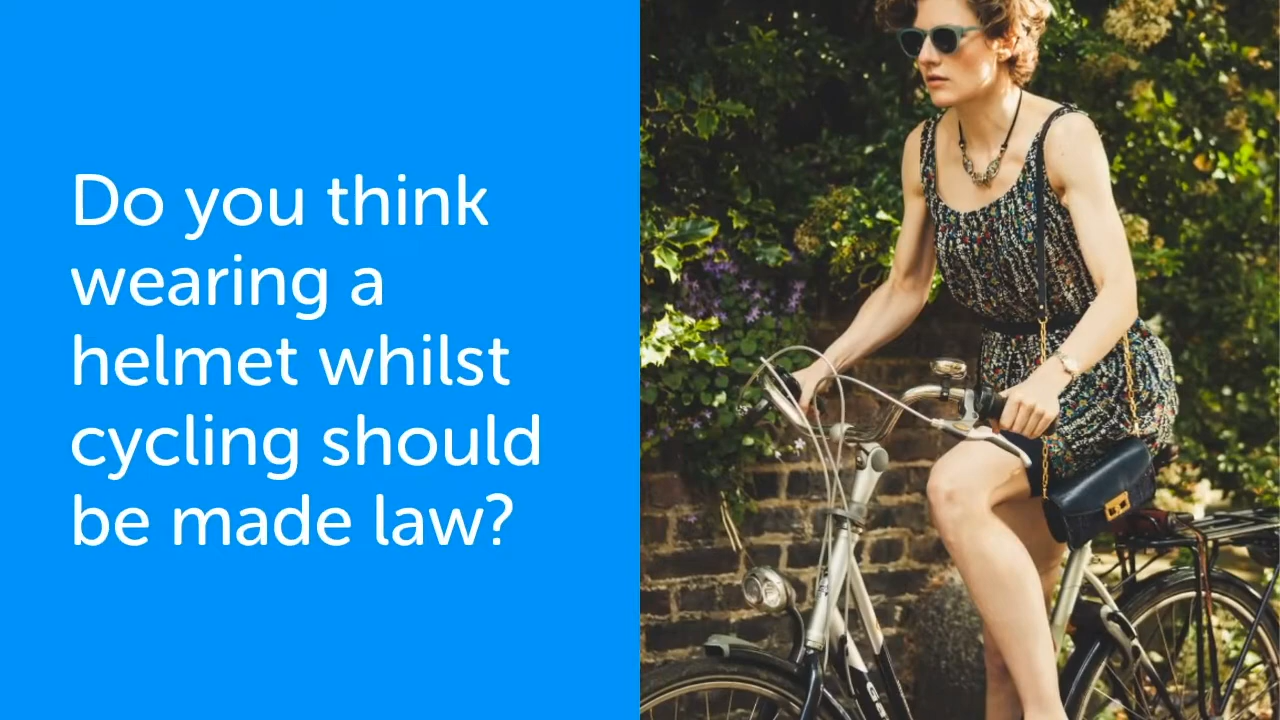 Do you think
wearing a
helmet whilst
cycling should
be made law?